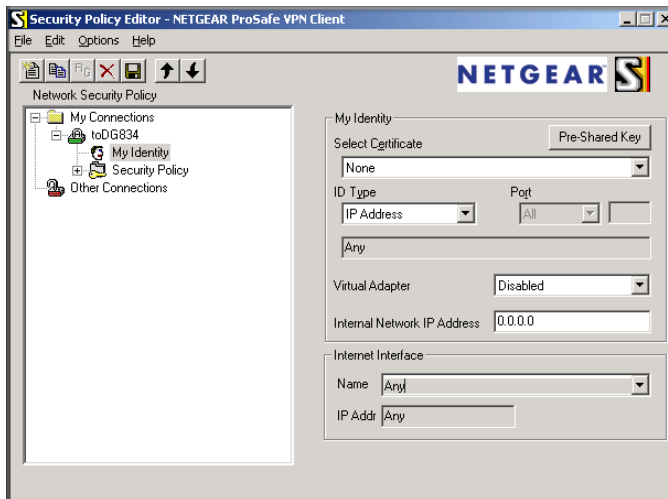 Security Policy Editor - NETGEAR ProSafe VPN Client
File Edit Options Help
NETGEAR
Network Security Policy
My Connections
toDG834
My Identity
Security Policy
Other Connections
My Identity
Select Certificate
Pre-Shared Key
None
ID Type
Port
IP Address
All
Any
Virtual Adapter
Disabled
Internal Network IP Address
0.0.0.0
Internet Interface
Name
Any
IP Addr
Any